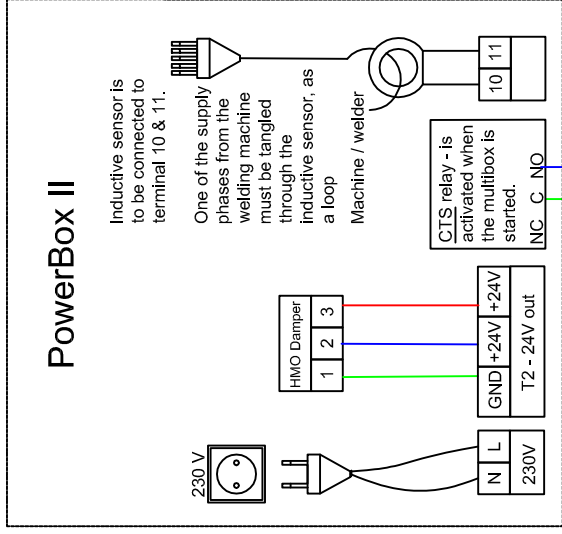 PowerBox II
Inductive sensor is
to be connected to
terminal 10 & 11.
One of the supply
phases from the
welding machine
must be tangled
through the
inductive sensor, as
a loop
Machine / welder
230 V
HMO Damper
1 2 3
CTS relay - is
activated when
the multibox is
started.
NC C NO
10 11
N L
230V
GND +24V +24V
T2 - 24V out